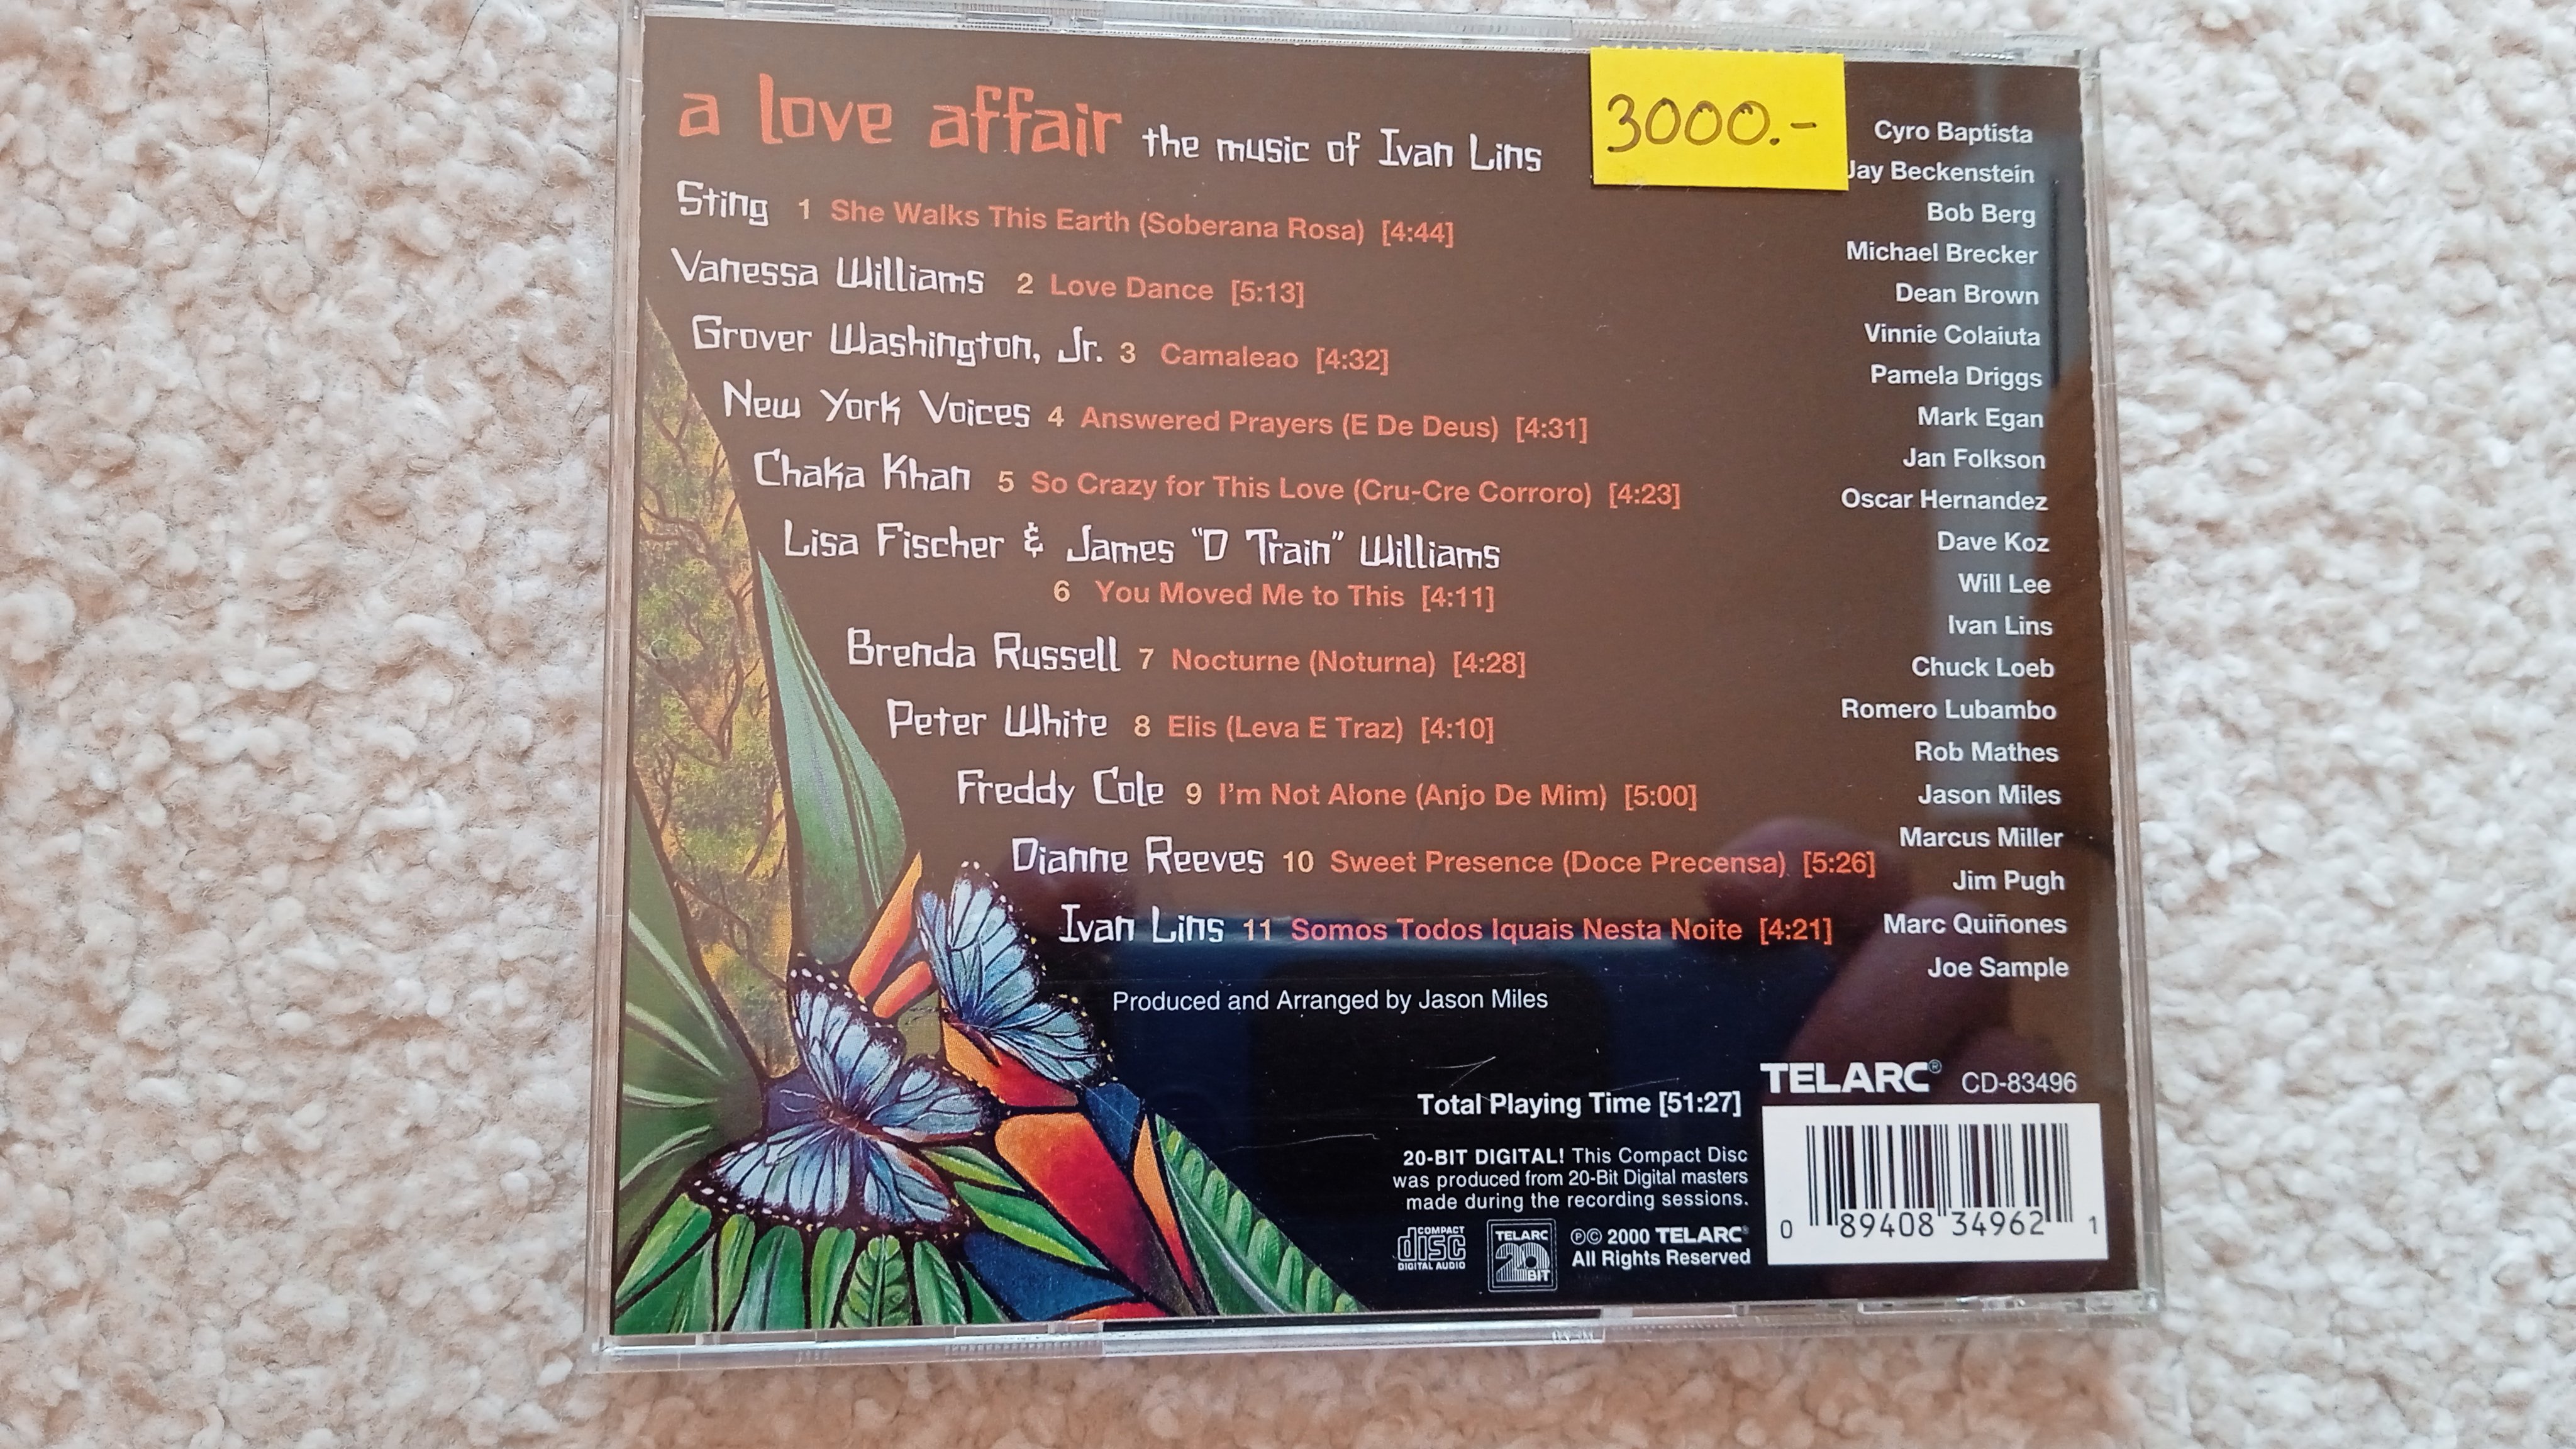 a love affair the music of Ivan Lins
3000.-
Sting 1 She Walks This Earth (Soberana Rosa) [4:44]
Vanessa Williams 2 Love Dance [5:13]
Grover Washington, Jr. 3 Camaleao [4:32]
New York Voices 4 Answered Prayers (E De Deus) [4:31]
Chaka Khan 5 So Crazy for This Love (Cru-Cre Corroro) [4:23]
Lisa Fischer & James "D Train" Williams
6 You Moved Me to This [4:11]
Brenda Russell 7 Nocturne (Noturna) [4:28]
Peter White 8 Elis (Leva E Traz) [4:10]
Freddy Cole 9 I'm Not Alone (Anjo De Mim) [5:00]
Dianne Reeves 10 Sweet Presence (Doce Precensa) [5:26]
Ivan Lins 11 Somos Todos Iquais Nesta Noite [4:21]
Produced and Arranged by Jason Miles
Cyro Baptista
Jay Beckenstein
Bob Berg
Michael Brecker
Dean Brown
Vinnie Colaiuta
Pamela Driggs
Mark Egan
Jan Folkson
Oscar Hernandez
Dave Koz
Will Lee
Ivan Lins
Chuck Loeb
Romero Lubambo
Rob Mathes
Jason Miles
Marcus Miller
Jim Pugh
Marc Quiñones
Joe Sample
TELARC® CD-83496
Total Playing Time [51:27]
20-BIT DIGITAL! This Compact Disc
was produced from 20-Bit Digital masters
made during the recording sessions.
COMPACT
disc
DIGITAL AUDIO
TELARC
20
BIT
℗© 2000 TELARC®
All Rights Reserved
0 89408 34962 1